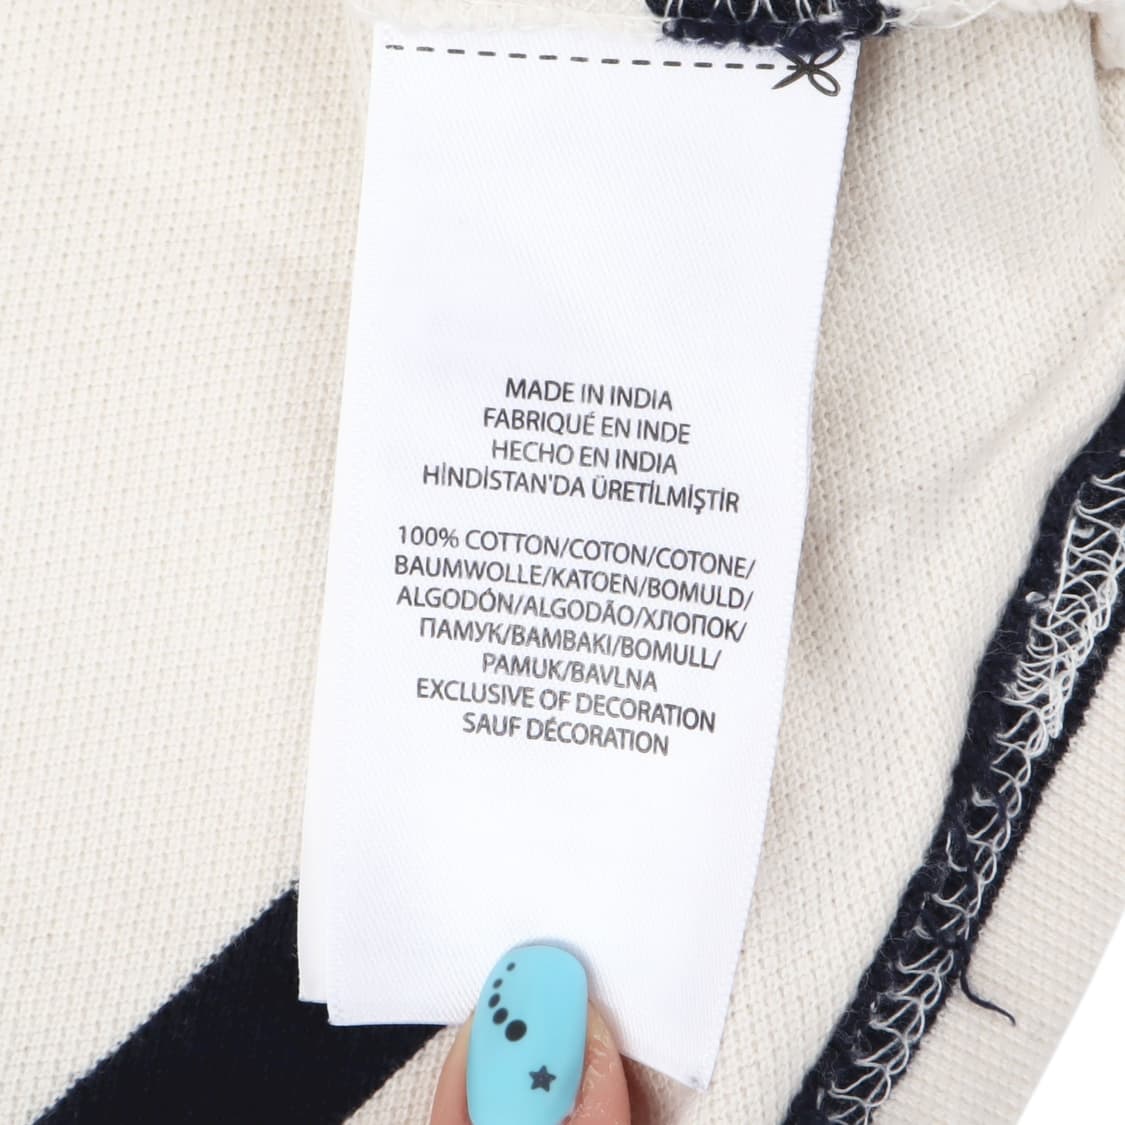 MADE IN INDIA
FABRIQUÉ EN INDE
HECHO EN INDIA
HİNDİSTAN'DA ÜRETİLMİŞTİR
100% COTTON/COTON/COTONE/
BAUMWOLLE/KATOEN/BOMULD/
ALGODÓN/ALGODÃO/ХЛОПОК/
ПАМУК/ΒΑΜΒΑΚΙ/BOMULL/
PAMUK/BAVLNA
EXCLUSIVE OF DECORATION
SAUF DÉCORATION